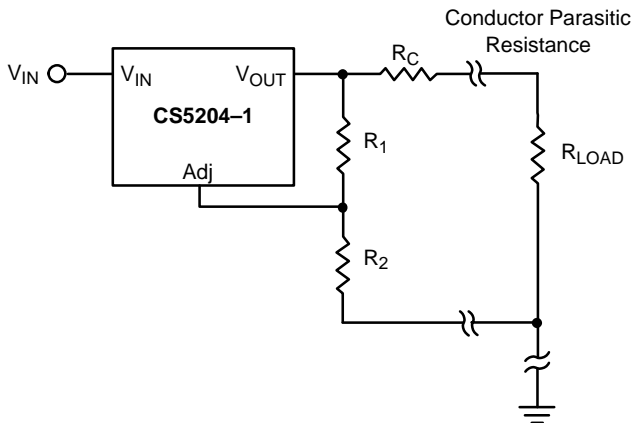 Conductor Parasitic
Resistance
V_IN
V_IN
V_OUT
R_C
CS5204–1
R_1
R_LOAD
Adj
R_2